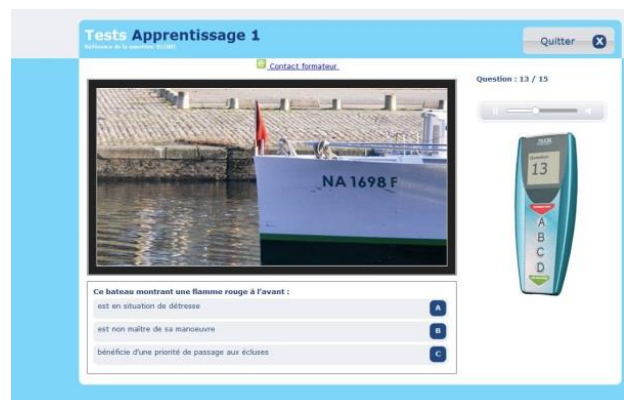 Tests Apprentissage 1
Quitter X
Contact formateur
Question : 13 / 15
NA 1698 F
13
A
B
C
D
Ce bateau montrant une flamme rouge à l'avant :
est en situation de détresse A
est non maître de sa manoeuvre B
bénéficie d'une priorité de passage aux écluses C